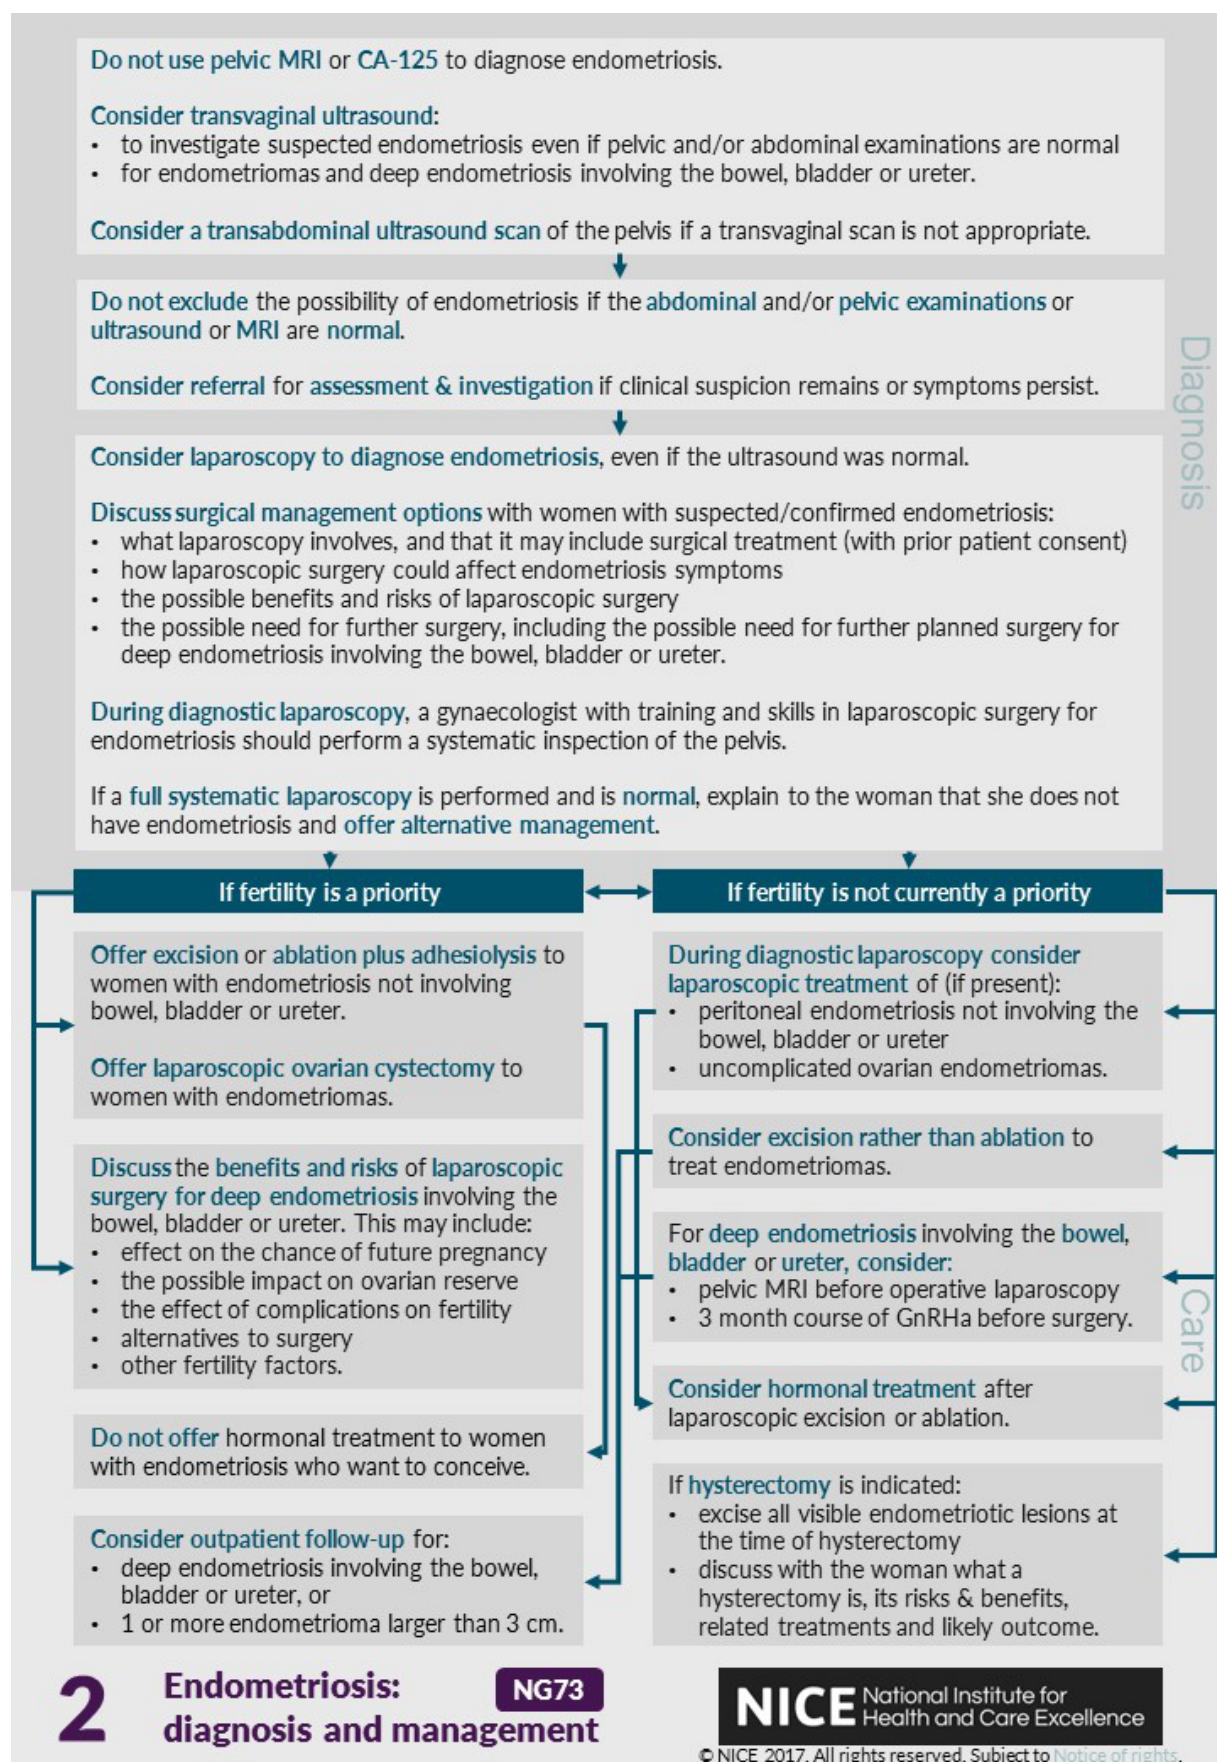 Do not use pelvic MRI or CA-125 to diagnose endometriosis.
Consider transvaginal ultrasound:
• to investigate suspected endometriosis even if pelvic and/or abdominal examinations are normal
• for endometriomas and deep endometriosis involving the bowel, bladder or ureter.
Consider a transabdominal ultrasound scan of the pelvis if a transvaginal scan is not appropriate.
Do not exclude the possibility of endometriosis if the abdominal and/or pelvic examinations or
ultrasound or MRI are normal.
Consider referral for assessment & investigation if clinical suspicion remains or symptoms persist.
Diagnosis
Consider laparoscopy to diagnose endometriosis, even if the ultrasound was normal.
Discuss surgical management options with women with suspected/confirmed endometriosis:
• what laparoscopy involves, and that it may include surgical treatment (with prior patient consent)
• how laparoscopic surgery could affect endometriosis symptoms
• the possible benefits and risks of laparoscopic surgery
• the possible need for further surgery, including the possible need for further planned surgery for
deep endometriosis involving the bowel, bladder or ureter.
During diagnostic laparoscopy, a gynaecologist with training and skills in laparoscopic surgery for
endometriosis should perform a systematic inspection of the pelvis.
If a full systematic laparoscopy is performed and is normal, explain to the woman that she does not
have endometriosis and offer alternative management.
If fertility is a priority
Offer excision or ablation plus adhesiolysis to
women with endometriosis not involving
bowel, bladder or ureter.
Offer laparoscopic ovarian cystectomy to
women with endometriomas.
Discuss the benefits and risks of laparoscopic
surgery for deep endometriosis involving the
bowel, bladder or ureter. This may include:
• effect on the chance of future pregnancy
• the possible impact on ovarian reserve
• the effect of complications on fertility
• alternatives to surgery
• other fertility factors.
Do not offer hormonal treatment to women
with endometriosis who want to conceive.
Consider outpatient follow-up for:
• deep endometriosis involving the bowel,
bladder or ureter, or
• 1 or more endometrioma larger than 3 cm.
If fertility is not currently a priority
During diagnostic laparoscopy consider
laparoscopic treatment of (if present):
• peritoneal endometriosis not involving the
bowel, bladder or ureter
• uncomplicated ovarian endometriomas.
Consider excision rather than ablation to
treat endometriomas.
For deep endometriosis involving the bowel,
bladder or ureter, consider:
• pelvic MRI before operative laparoscopy
• 3 month course of GnRHa before surgery.
Consider hormonal treatment after
laparoscopic excision or ablation.
If hysterectomy is indicated:
• excise all visible endometriotic lesions at
the time of hysterectomy
• discuss with the woman what a
hysterectomy is, its risks & benefits,
related treatments and likely outcome.
Care
2
Endometriosis:
diagnosis and management
NG73
NICE National Institute for
Health and Care Excellence
© NICE 2017. All rights reserved. Subject to Notice of rights.